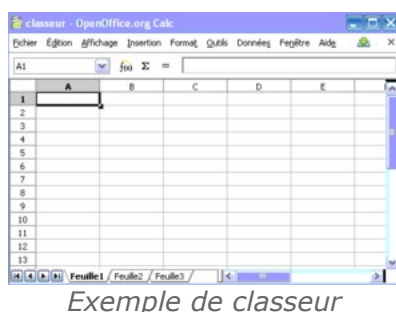 classeur - OpenOffice.org Calc
Fichier Édition Affichage Insertion Format Outils Données Fenêtre Aide
A1 f(x) Σ =
A B C D E
1
2
3
4
5
6
7
8
9
10
11
12
13
Feuille1 Feuille2 Feuille3
Exemple de classeur